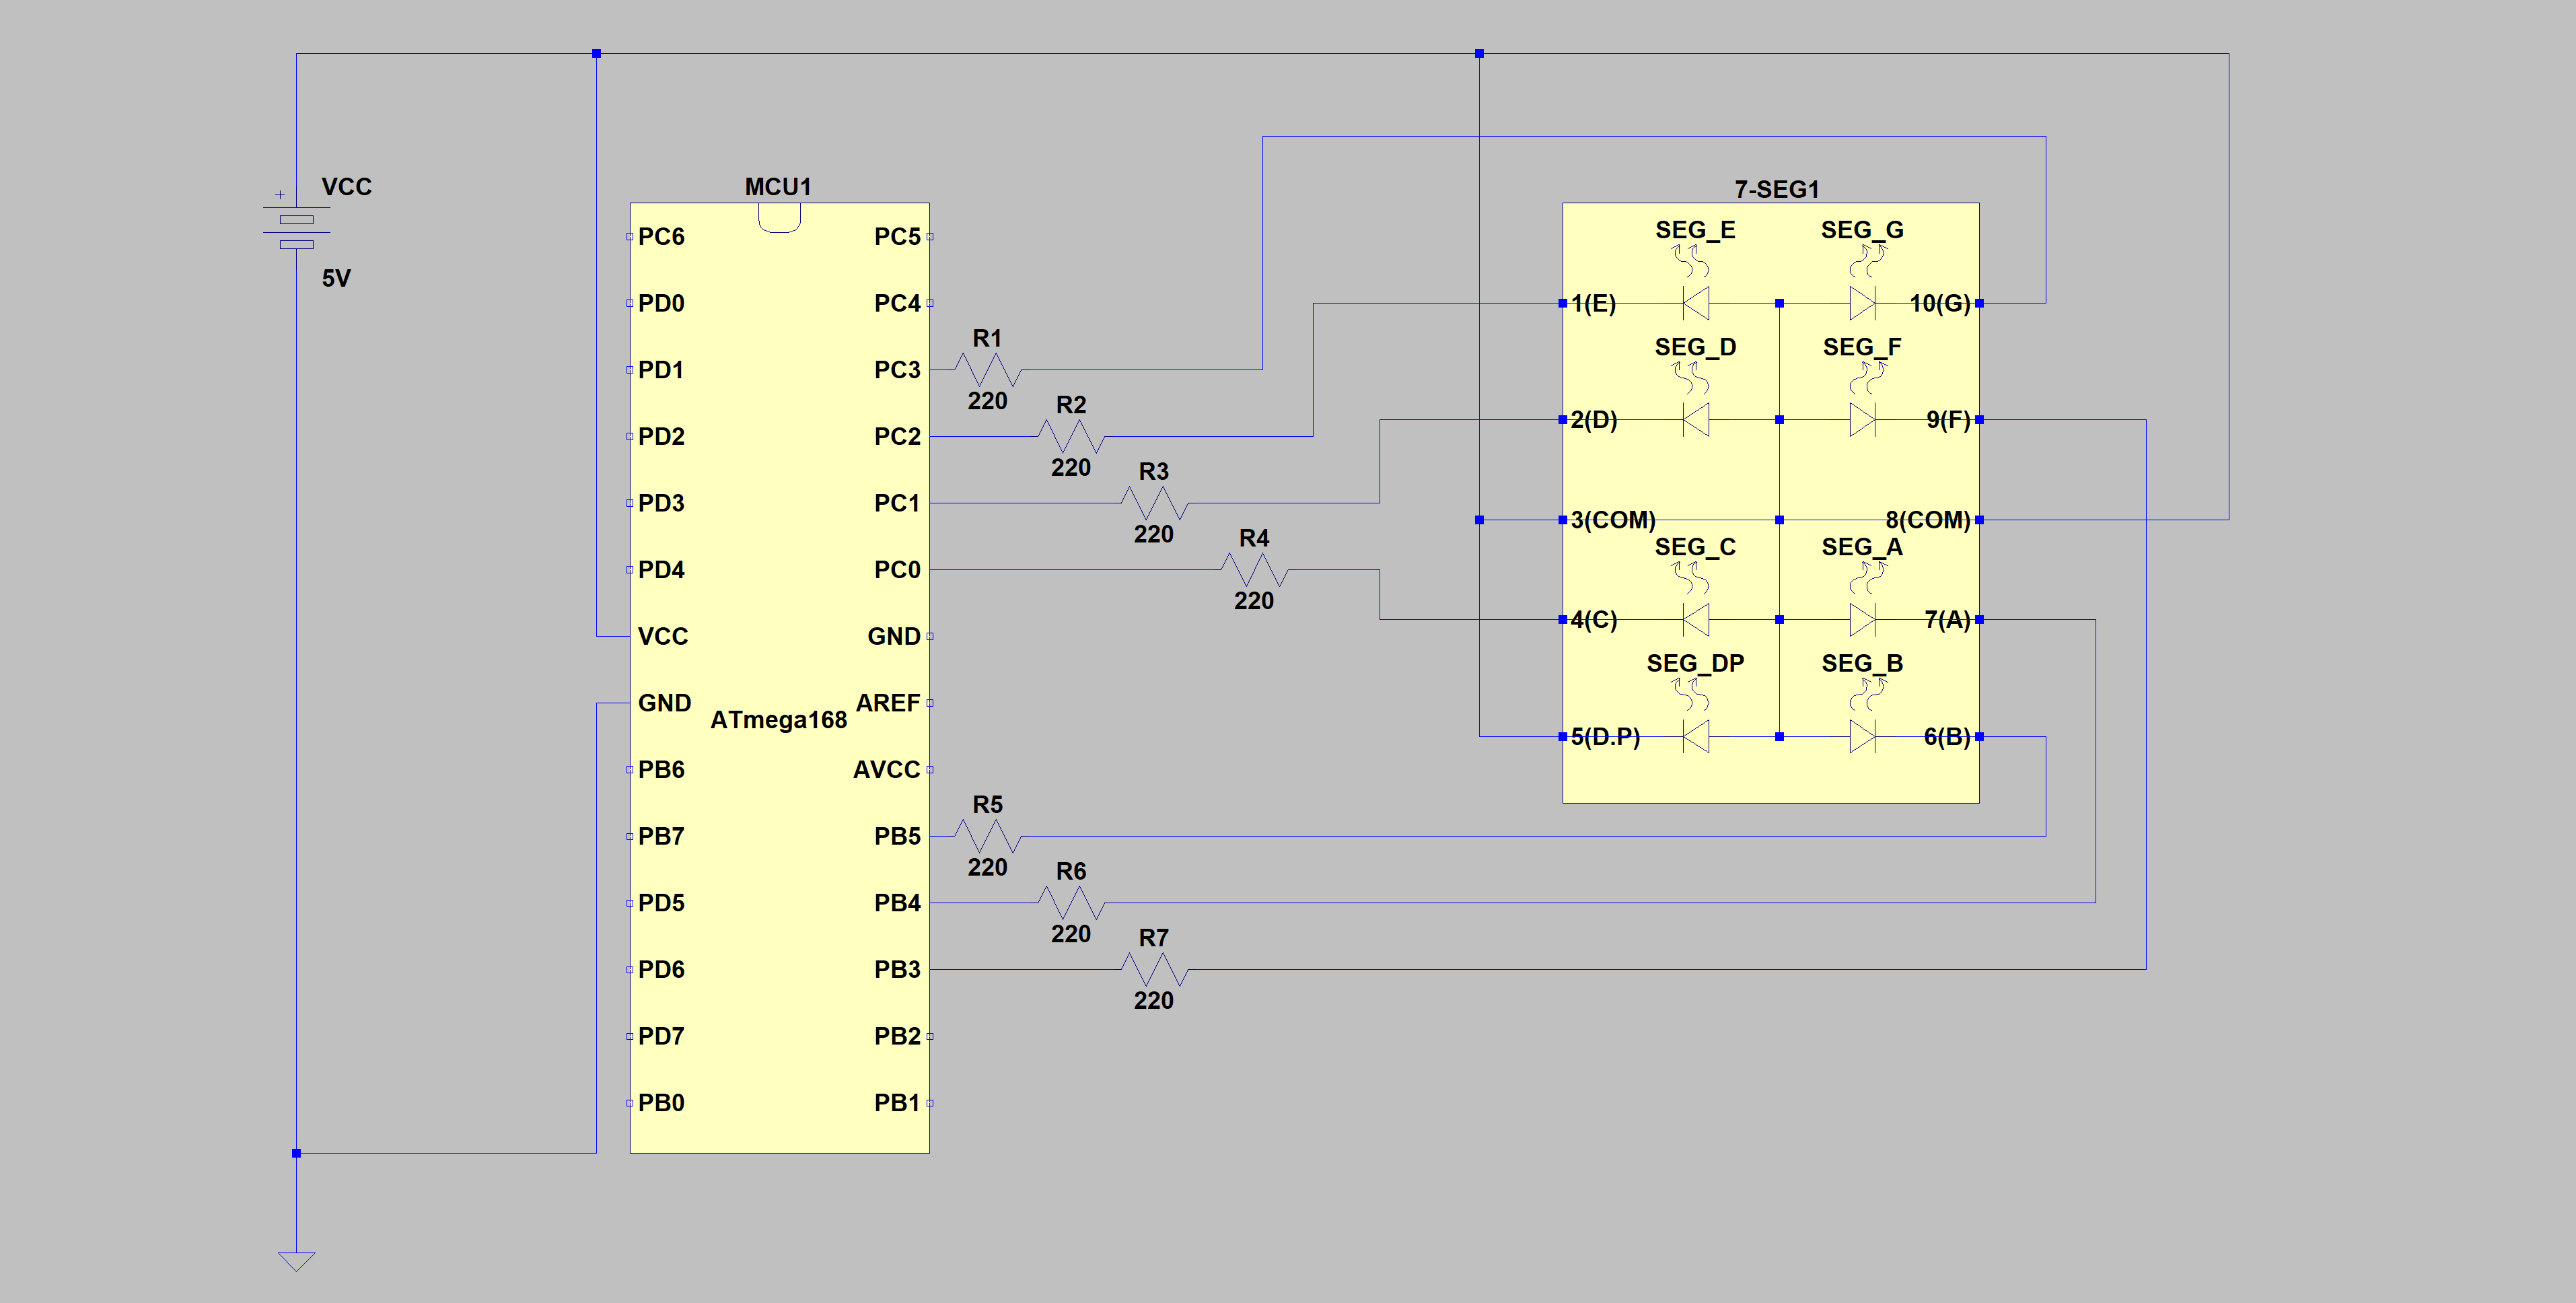 +
VCC
5V
MCU1
PC6
PD0
PD1
PD2
PD3
PD4
VCC
GND
PB6
PB7
PD5
PD6
PD7
PB0
PC5
PC4
PC3
PC2
PC1
PC0
GND
AREF
AVCC
PB5
PB4
PB3
PB2
PB1
ATmega168
R1
220
R2
220
R3
220
R4
220
R5
220
R6
220
R7
220
7-SEG1
SEG_E
SEG_G
1(E)
10(G)
SEG_D
SEG_F
2(D)
9(F)
3(COM)
8(COM)
SEG_C
SEG_A
4(C)
7(A)
SEG_DP
SEG_B
5(D.P)
6(B)